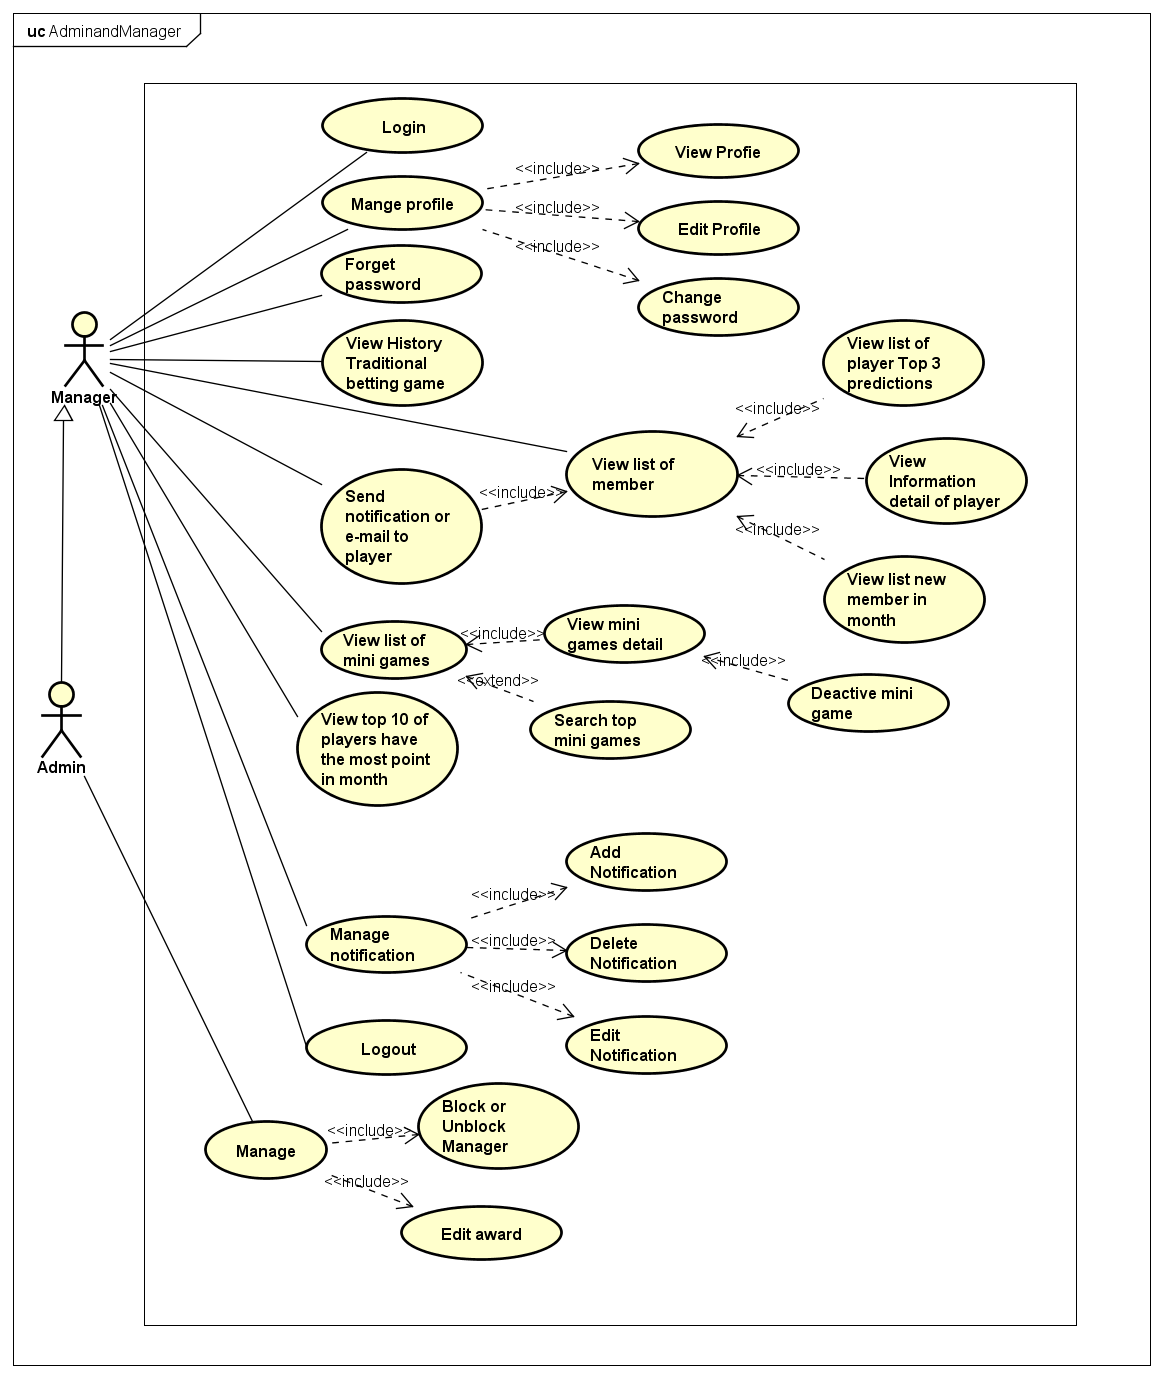 uc AdminandManager
Login
View Profie
<<include>>
Mange profile
<<include>>
Edit Profile
<<include>>
Forget
password
Change
password
View History
Traditional
betting game
View list of
player Top 3
predictions
Manager
<<include>>
View list of
member
<<include>>
View
Information
detail of player
Send
notification or
e-mail to
player
<<include>>
<<include>>
View list new
member in
month
View list of
mini games
<<include>>
View mini
games detail
<<include>>
<<extend>>
Deactive mini
game
Search top
mini games
View top 10 of
players have
the most point
in month
Admin
Add
Notification
<<include>>
Manage
notification
<<include>>
Delete
Notification
<<include>>
Edit
Notification
Logout
Block or
Unblock
Manager
<<include>>
Manage
<<include>>
Edit award